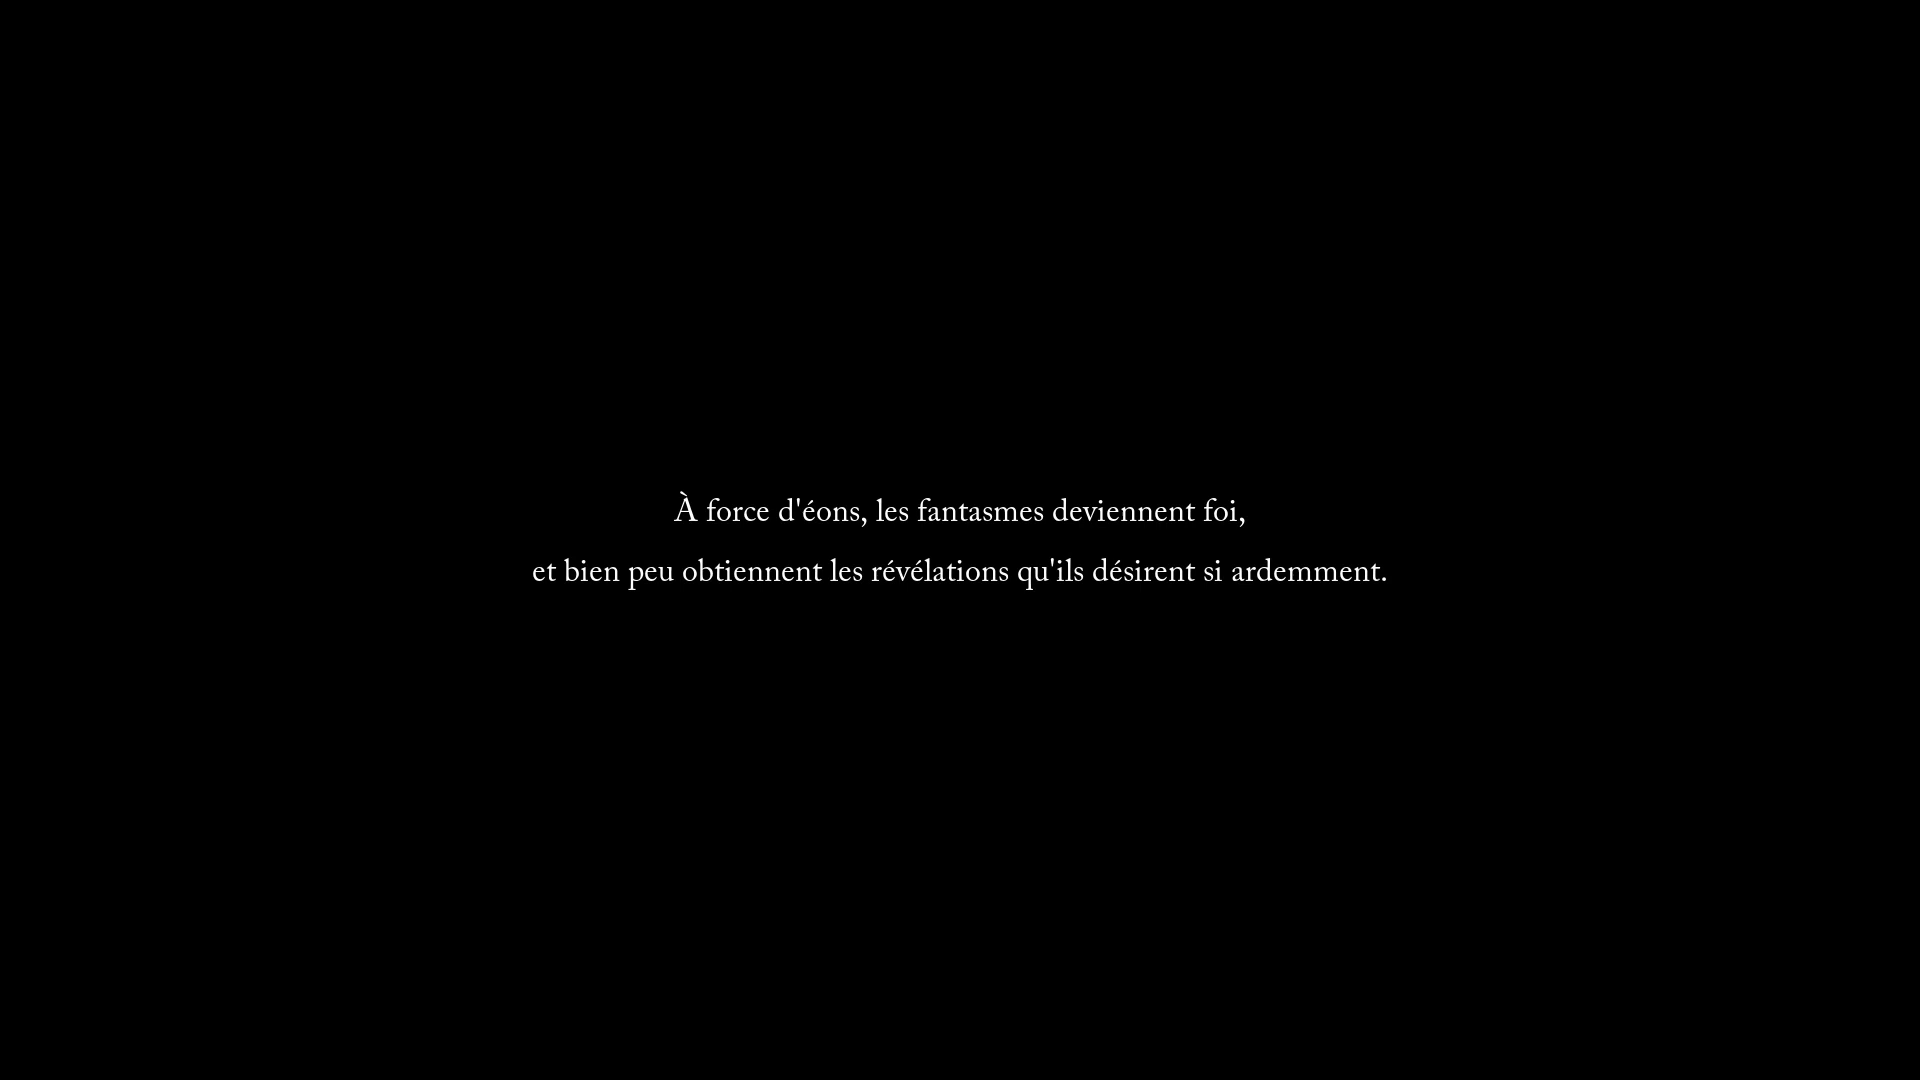 À force d'éons, les fantasmes deviennent foi,
et bien peu obtiennent les révélations qu'ils désirent si ardemment.